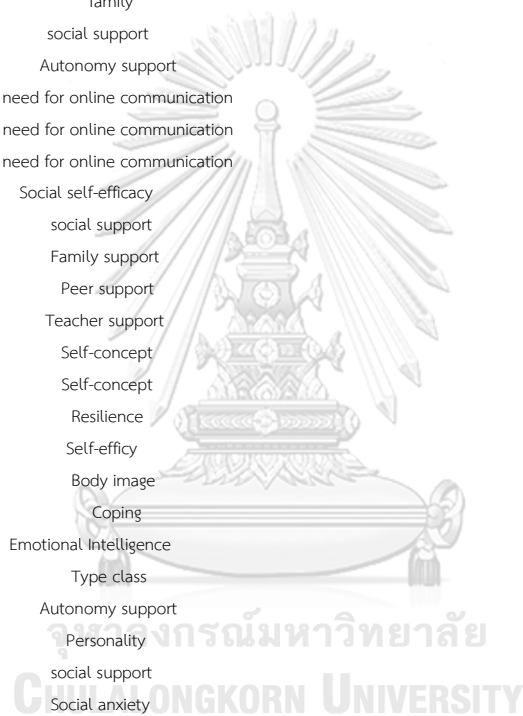 family
social support
Autonomy support
need for online communication
need for online communication
need for online communication
Social self-efficacy
social support
Family support
Peer support
Teacher support
Self-concept
Self-concept
Resilience
Self-efficy
Body image
Coping
Emotional Intelligence
Type class
Autonomy support
Personality
จุฬาลงกรณ์มหาวิทยาลัย
social support
CHULALONGKORN UNIVERSITY
Social anxiety